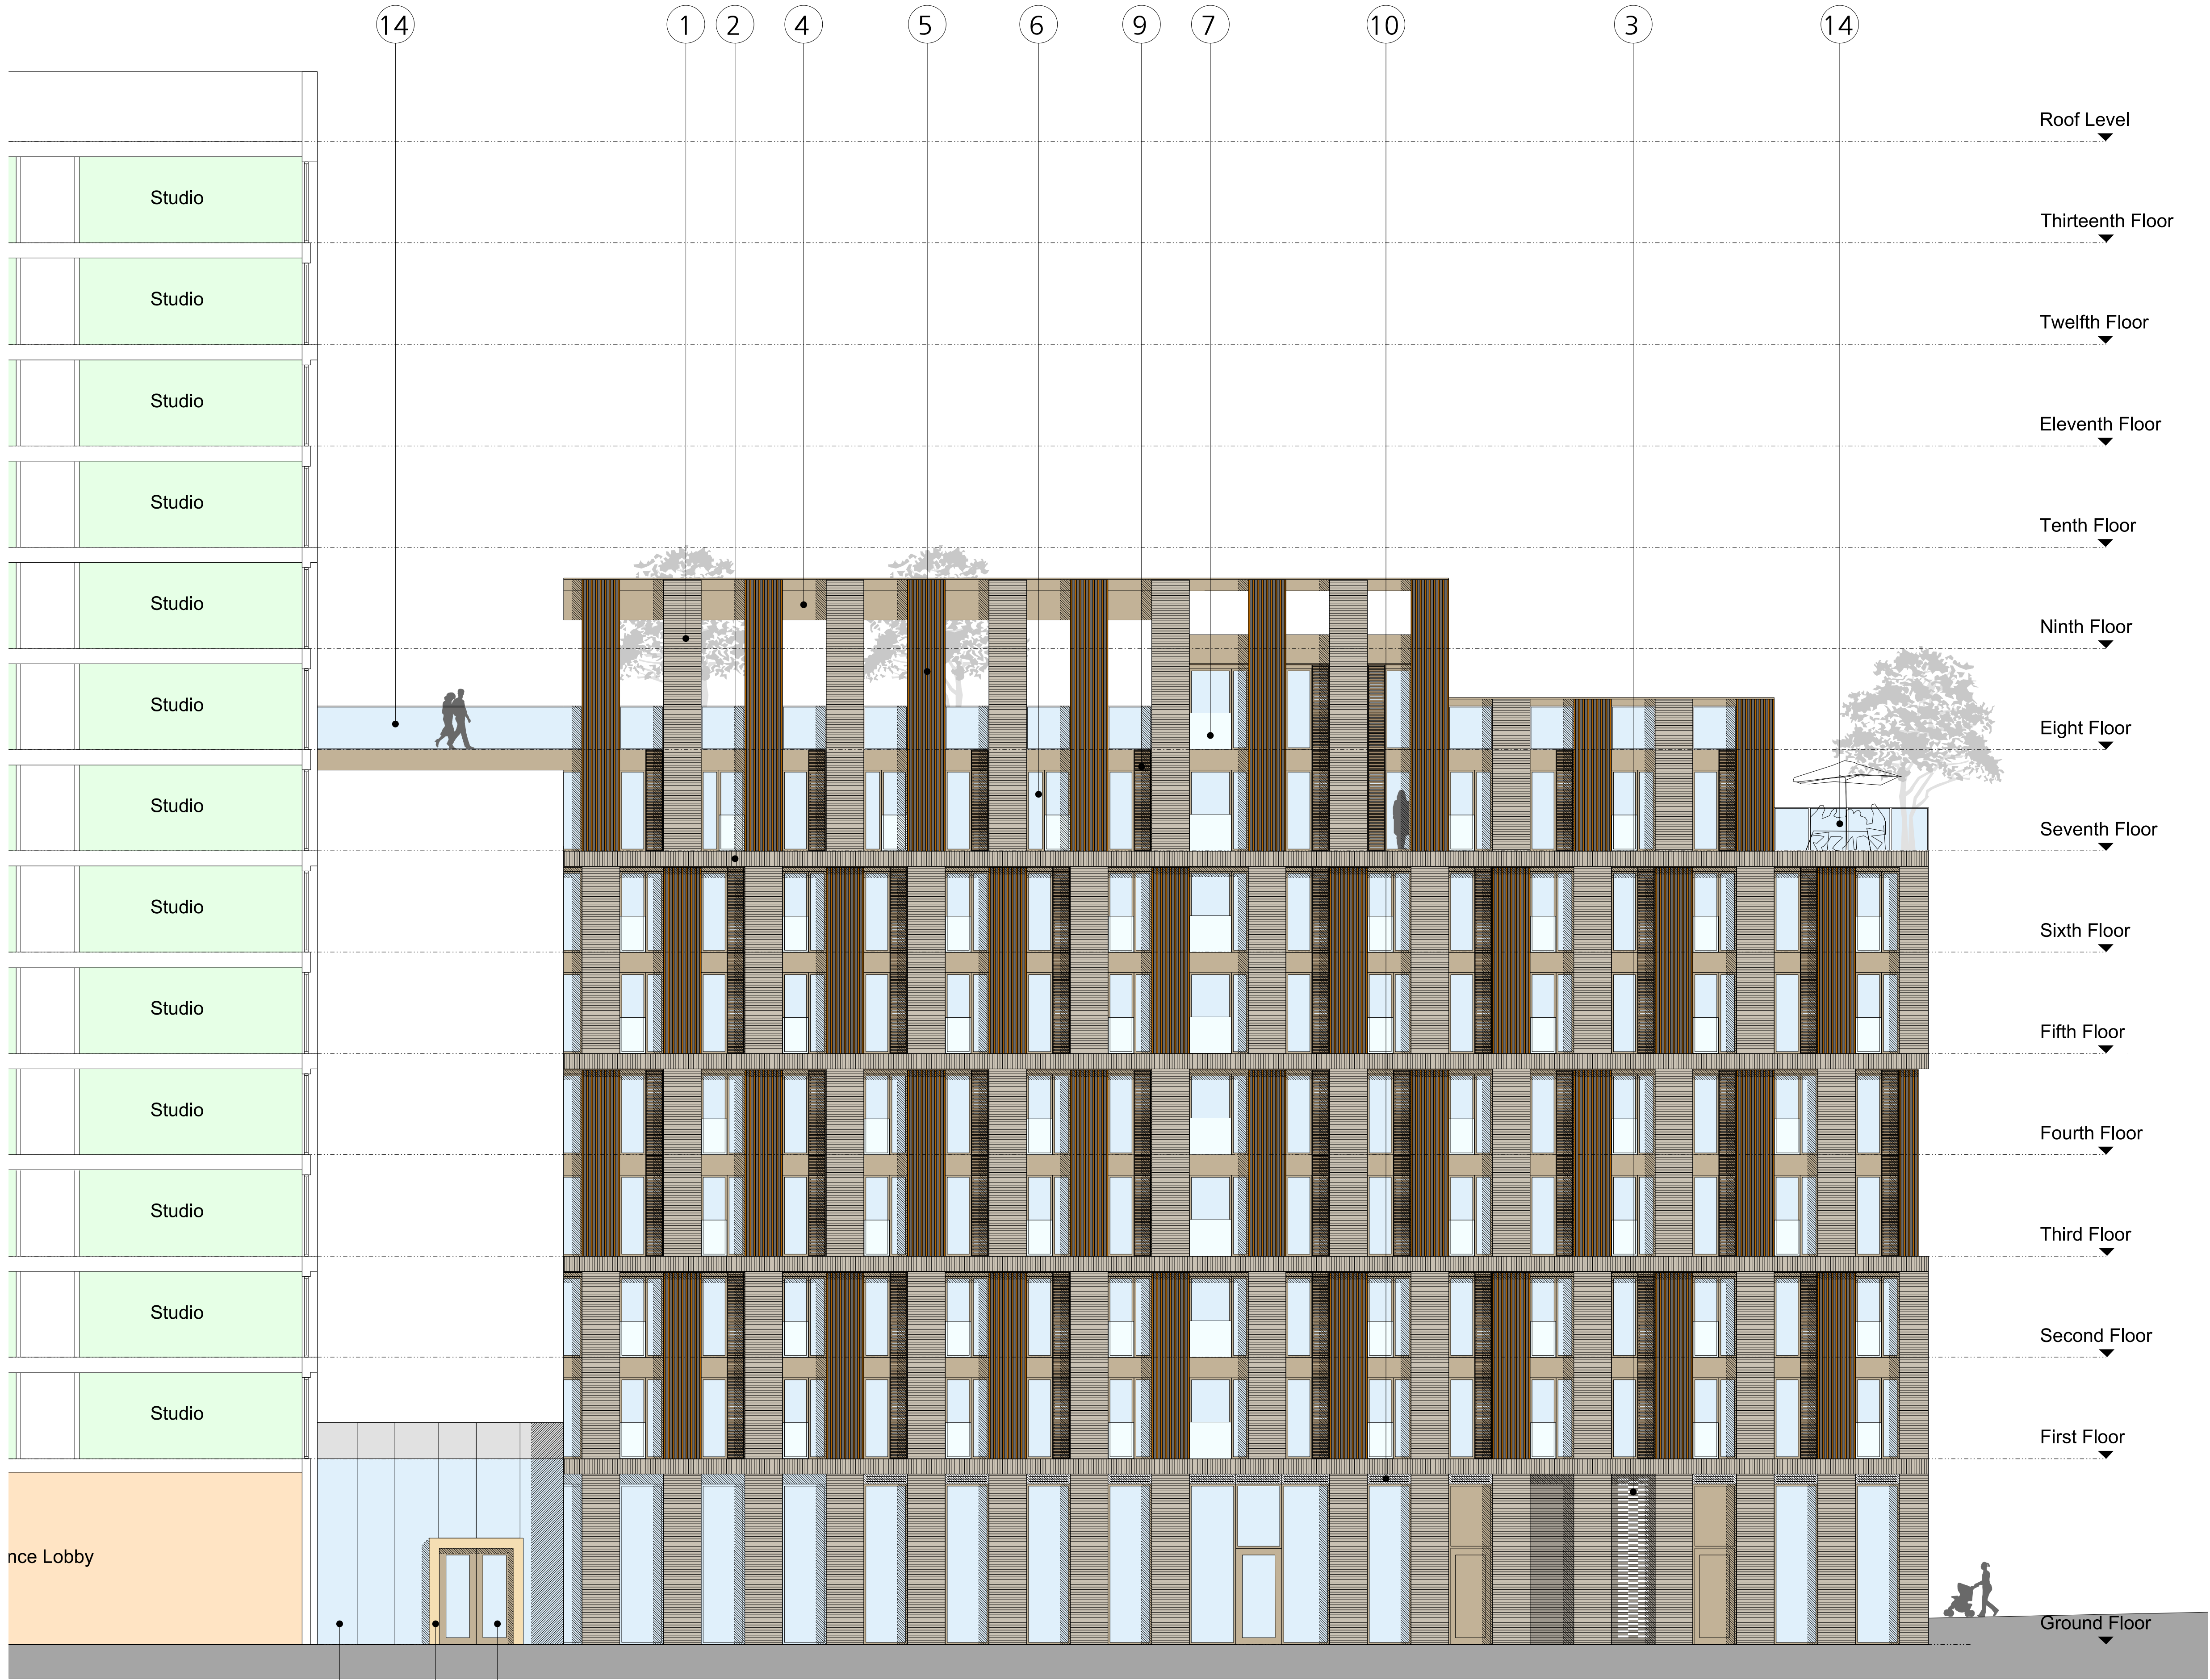 14 1 2 4 5 6 9 7 10 3 14
Roof Level
Studio
Thirteenth Floor
Studio
Twelfth Floor
Studio
Eleventh Floor
Studio
Tenth Floor
Studio
Ninth Floor
Studio
Eight Floor
Studio
Seventh Floor
Studio
Sixth Floor
Studio
Fifth Floor
Studio
Fourth Floor
Studio
Third Floor
Studio
Second Floor
Studio
First Floor
nce Lobby
Ground Floor